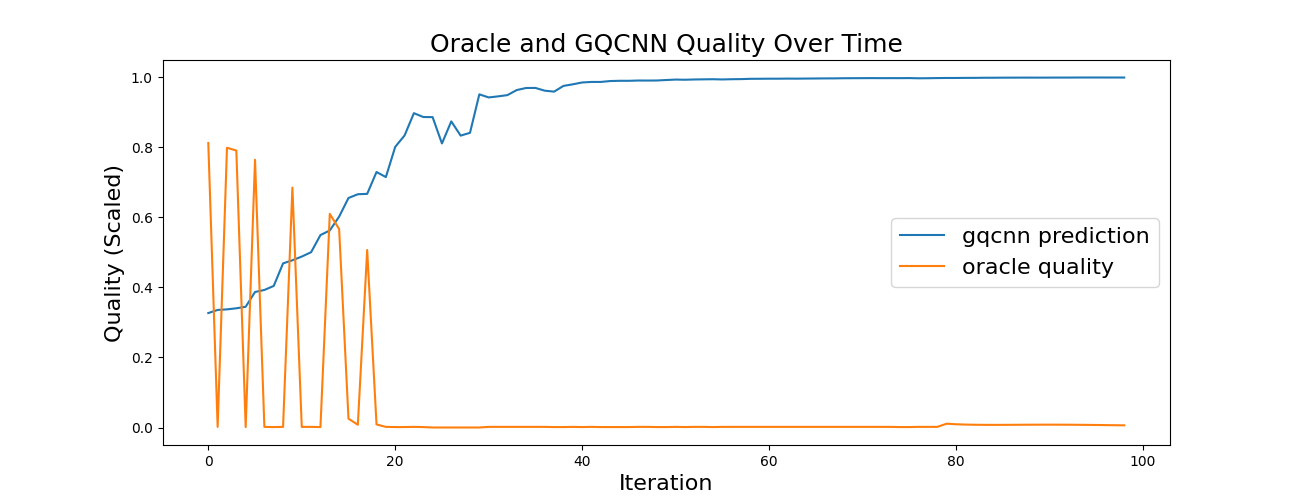 Oracle and GQCNN Quality Over Time
1.0
0.8
0.6
0.4
0.2
0.0
Quality (Scaled)
gqcnn prediction
oracle quality
0 20 40 60 80 100
Iteration